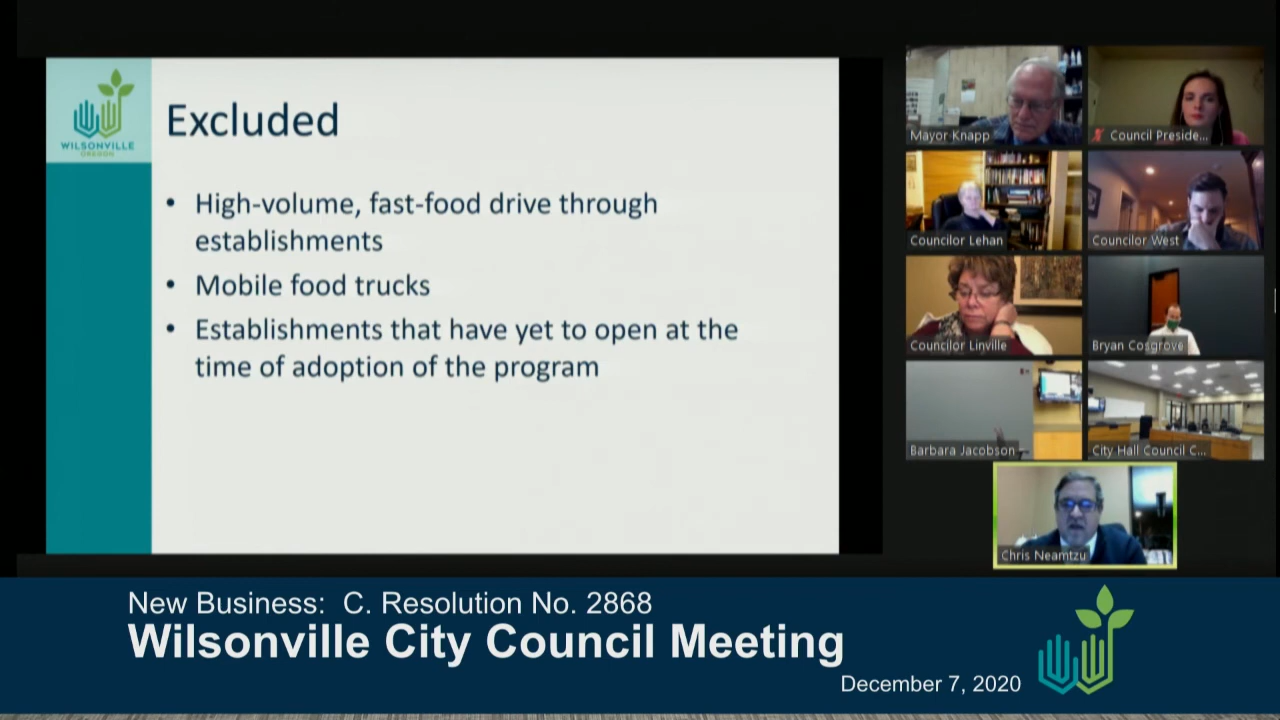 WILSONVILLE
OREGON
Excluded
• High-volume, fast-food drive through
establishments
• Mobile food trucks
• Establishments that have yet to open at the
time of adoption of the program
Mayor Knapp
Council Preside...
Councilor Lehan
Councilor West
Councilor Linville
Bryan Cosgrove
Barbara Jacobson
City Hall Council C...
Chris Neamtzu
New Business: C. Resolution No. 2868
Wilsonville City Council Meeting
December 7, 2020